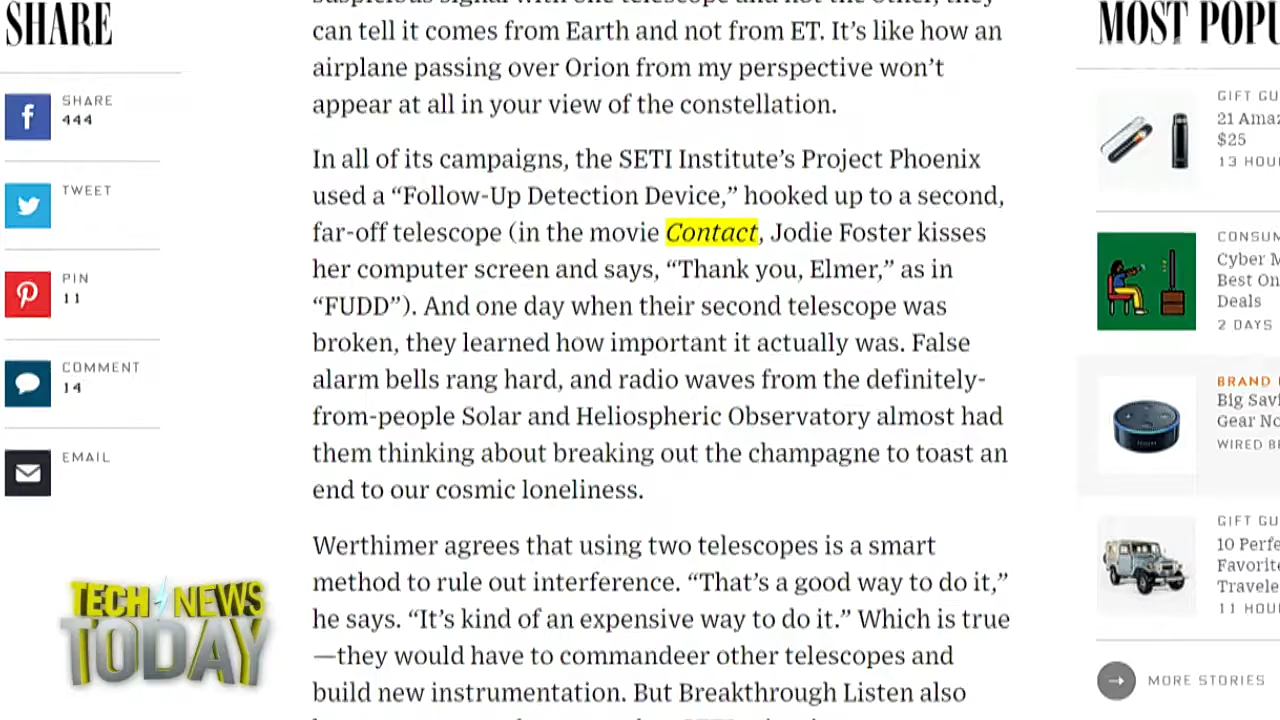 SHARE
SHARE
444
TWEET
PIN
11
COMMENT
14
EMAIL
can tell it comes from Earth and not from ET. It’s like how an
airplane passing over Orion from my perspective won’t
appear at all in your view of the constellation.
In all of its campaigns, the SETI Institute’s Project Phoenix
used a “Follow-Up Detection Device,” hooked up to a second,
far-off telescope (in the movie Contact, Jodie Foster kisses
her computer screen and says, “Thank you, Elmer,” as in
“FUDD”). And one day when their second telescope was
broken, they learned how important it actually was. False
alarm bells rang hard, and radio waves from the definitely-
from-people Solar and Heliospheric Observatory almost had
them thinking about breaking out the champagne to toast an
end to our cosmic loneliness.
Werthimer agrees that using two telescopes is a smart
method to rule out interference. “That’s a good way to do it,”
he says. “It’s kind of an expensive way to do it.” Which is true
—they would have to commandeer other telescopes and
build new instrumentation. But Breakthrough Listen also
MOST POPU
GIFT GU
21 Amaz
$25
13 HOU
CONSUM
Cyber M
Best On
Deals
2 DAYS
BRAND
Big Savi
Gear No
WIRED BR
GIFT GU
10 Perfe
Favorite
Travele
11 HOU
MORE STORIES
TECH NEWS
TODAY